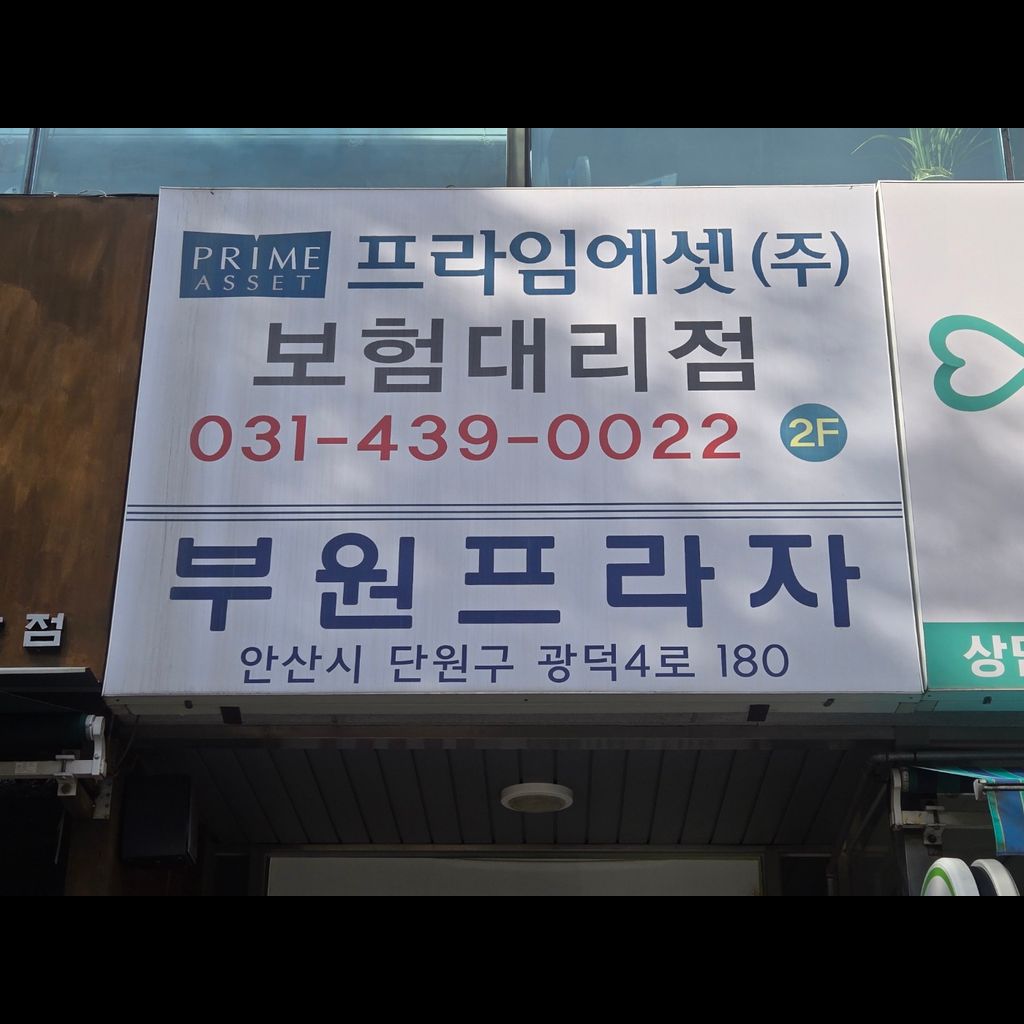 PRIME
ASSET
프라임에셋(주)
보험대리점
031-439-0022 2F
부원프라자
안산시 단원구 광덕4로 180
점
상